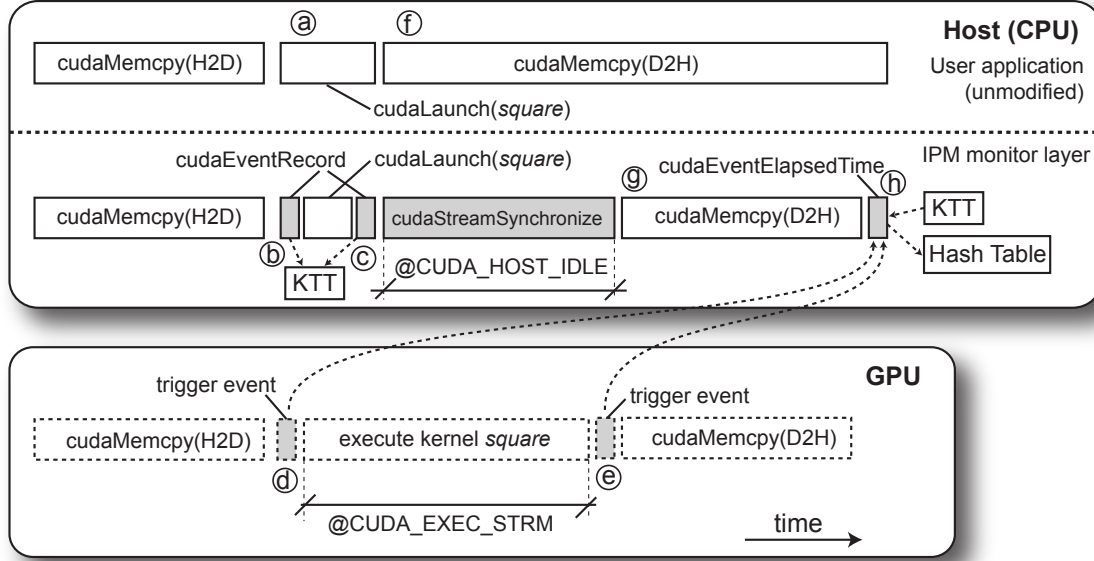 ⓐ
ⓕ
Host (CPU)
cudaMemcpy(H2D)
cudaMemcpy(D2H)
User application
(unmodified)
cudaLaunch(square)
cudaEventRecord
cudaLaunch(square)
cudaEventElapsedTime
IPM monitor layer
ⓖ
ⓗ
cudaMemcpy(H2D)
cudaStreamSynchronize
cudaMemcpy(D2H)
KTT
Hash Table
ⓑ
ⓒ
KTT
@CUDA_HOST_IDLE
GPU
trigger event
trigger event
cudaMemcpy(H2D)
execute kernel square
cudaMemcpy(D2H)
ⓓ
ⓔ
@CUDA_EXEC_STRM
time